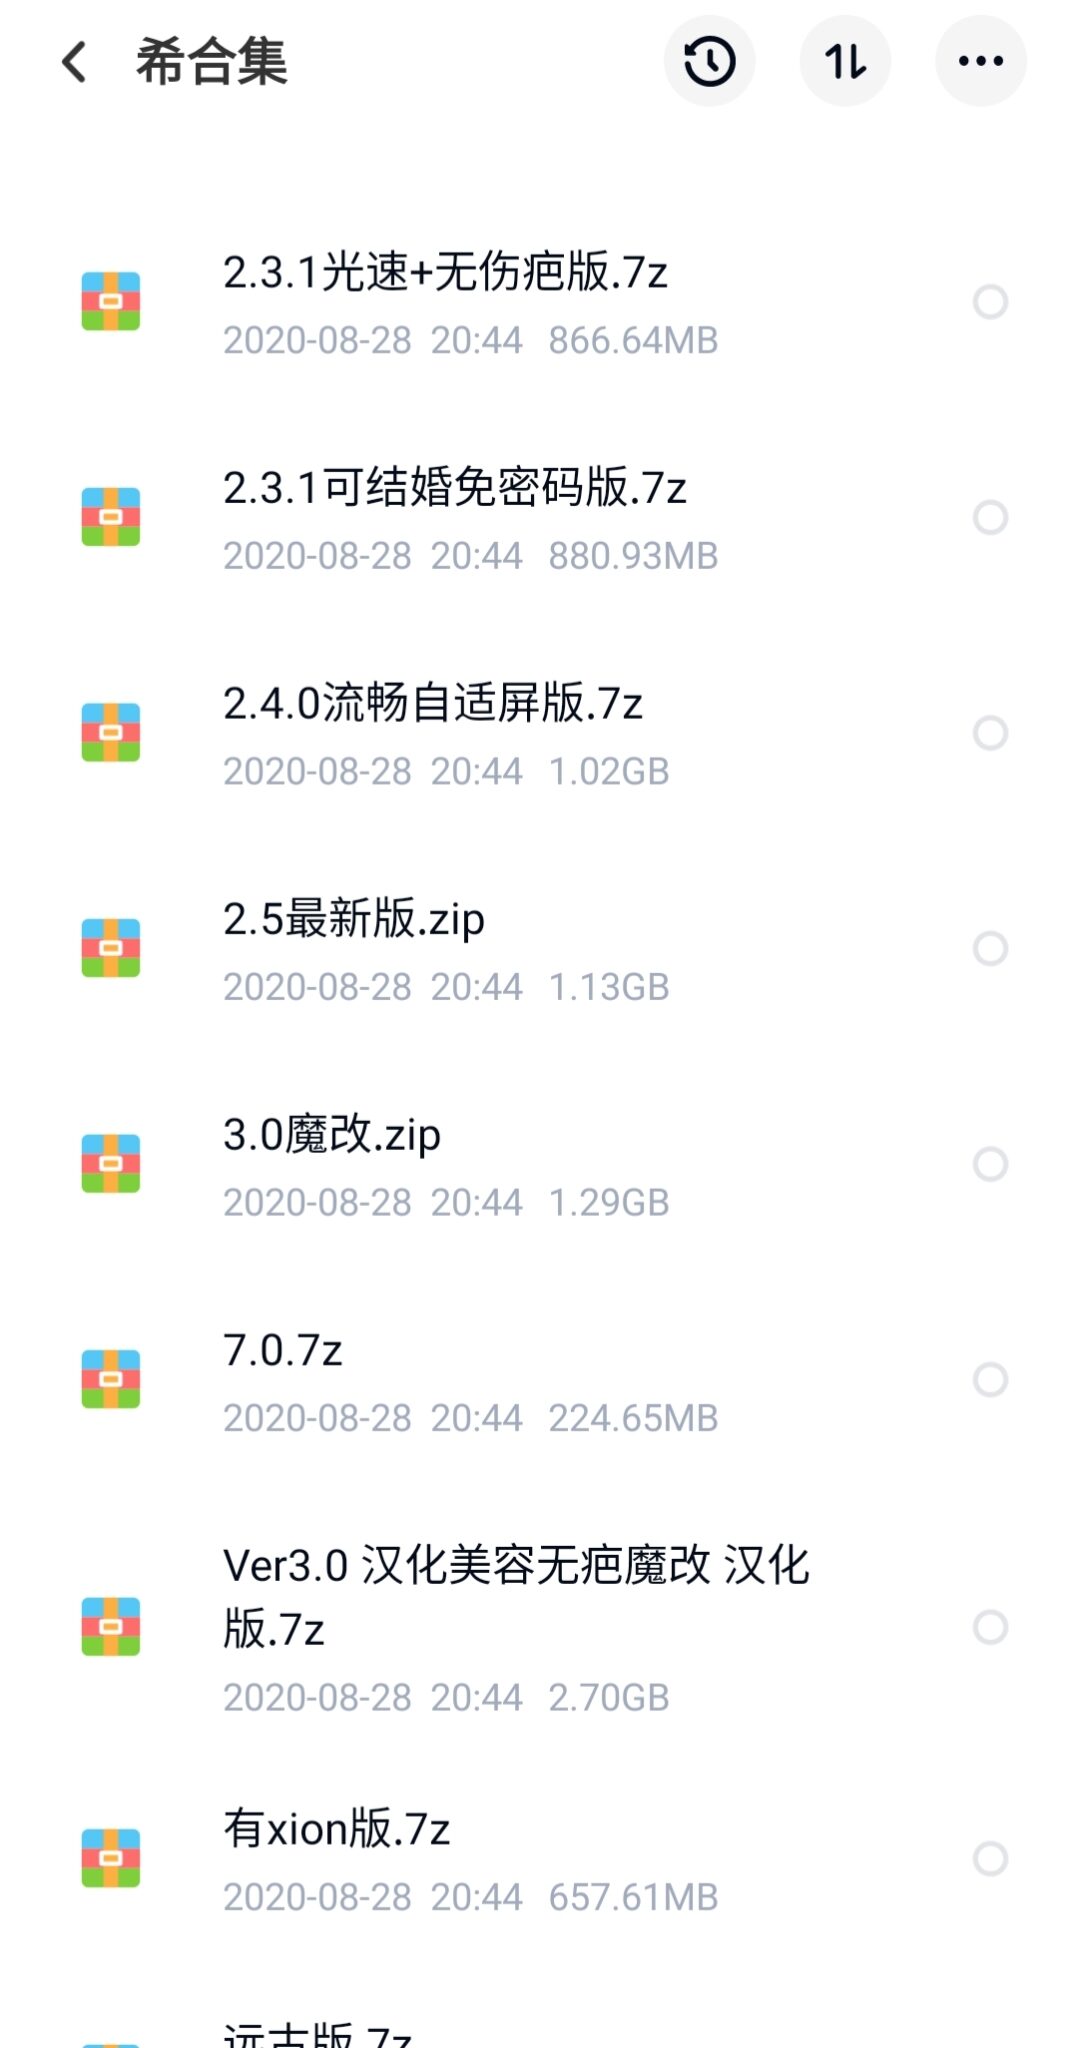 希合集
2.3.1光速+无伤疤版.7z
2020-08-28 20:44 866.64MB
2.3.1可结婚免密码版.7z
2020-08-28 20:44 880.93MB
2.4.0流畅自适屏版.7z
2020-08-28 20:44 1.02GB
2.5最新版.zip
2020-08-28 20:44 1.13GB
3.0魔改.zip
2020-08-28 20:44 1.29GB
7.0.7z
2020-08-28 20:44 224.65MB
Ver3.0 汉化美容无疤魔改 汉化
版.7z
2020-08-28 20:44 2.70GB
有xion版.7z
2020-08-28 20:44 657.61MB
远古版.7z